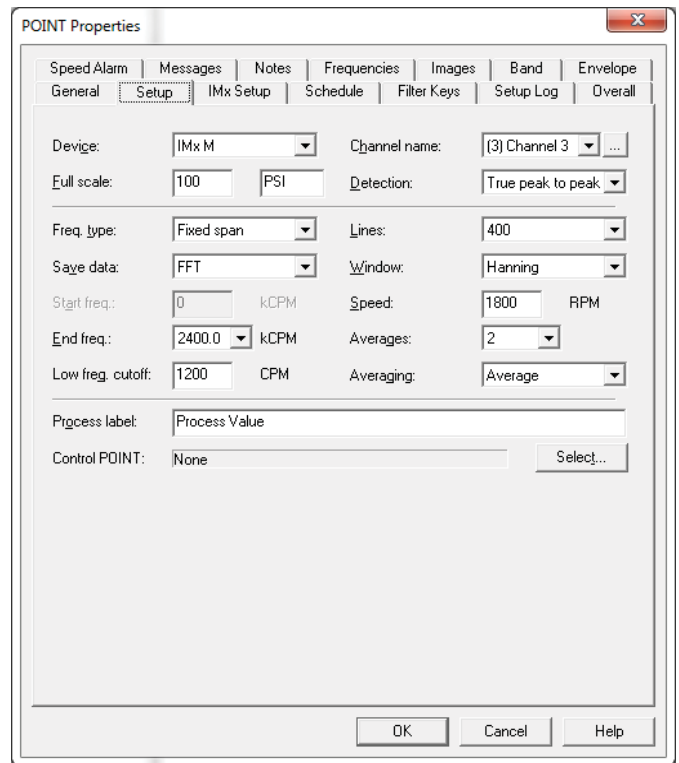 POINT Properties
Speed Alarm Messages Notes Frequencies Images Band Envelope
General Setup IMx Setup Schedule Filter Keys Setup Log Overall
Device: IMx M Channel name: (3) Channel 3 ...
Full scale: 100 PSI Detection: True peak to peak
Freq. type: Fixed span Lines: 400
Save data: FFT Window: Hanning
Start freq.: 0 kCPM Speed: 1800 RPM
End freq.: 2400.0 kCPM Averages: 2
Low freq. cutoff: 1200 CPM Averaging: Average
Process label: Process Value
Control POINT: None Select...
OK Cancel Help